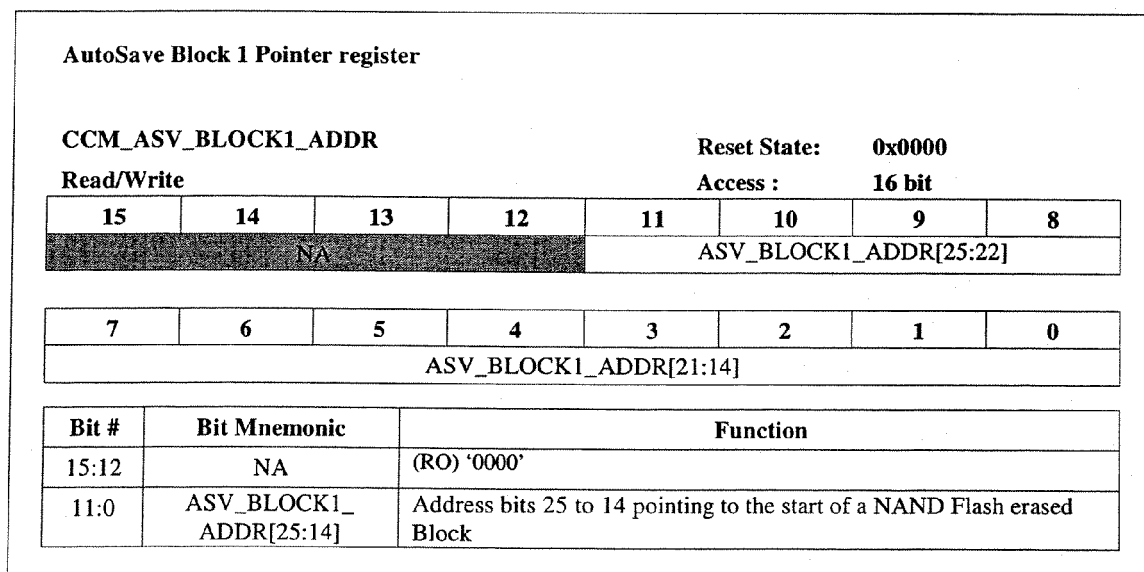 AutoSave Block 1 Pointer register
CCM_ASV_BLOCK1_ADDR Reset State: 0x0000
Read/Write Access : 16 bit
15 14 13 12 11 10 9 8
NA ASV_BLOCK1_ADDR[25:22]
7 6 5 4 3 2 1 0
ASV_BLOCK1_ADDR[21:14]
Bit # Bit Mnemonic Function
15:12 NA (RO) ‘0000’
11:0 ASV_BLOCK1_ Address bits 25 to 14 pointing to the start of a NAND Flash erased
ADDR[25:14] Block